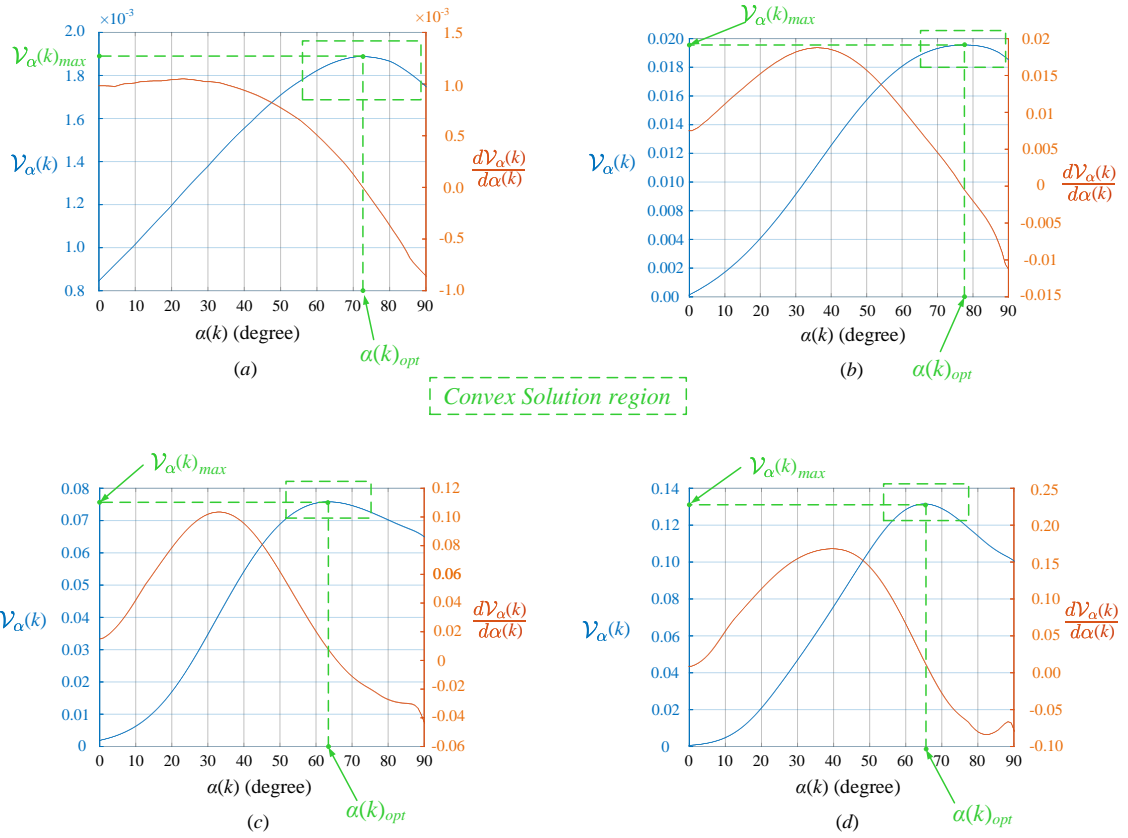 ×10⁻³ ×10⁻³
𝒱α(k)max
𝒱α(k)
2.0
1.8
1.6
1.4
1.2
1.0
0.8
1.5
1.0
0.5
0.0
-0.5
-1.0
d𝒱α(k)
dα(k)
0 10 20 30 40 50 60 70 80 90
α(k) (degree)
α(k)opt
(a)
𝒱α(k)max
𝒱α(k)
0.020
0.018
0.016
0.014
0.012
0.010
0.008
0.004
0.002
0.00
0.02
0.015
0.01
0.005
0
-0.005
-0.01
-0.015
d𝒱α(k)
dα(k)
0 10 20 30 40 50 60 70 80 90
α(k) (degree)
α(k)opt
(b)
Convex Solution region
𝒱α(k)max
𝒱α(k)
0.08
0.07
0.06
0.05
0.04
0.03
0.02
0.01
0
0.12
0.10
0.08
0.06
0.04
0.02
0
-0.02
-0.04
-0.06
d𝒱α(k)
dα(k)
0 10 20 30 40 50 60 70 80 90
α(k) (degree)
α(k)opt
(c)
𝒱α(k)max
𝒱α(k)
0.14
0.12
0.10
0.08
0.06
0.04
0.02
0
0.25
0.20
0.15
0.10
0.05
0.00
-0.05
-0.10
d𝒱α(k)
dα(k)
0 10 20 30 40 50 60 70 80 90
α(k) (degree)
α(k)opt
(d)